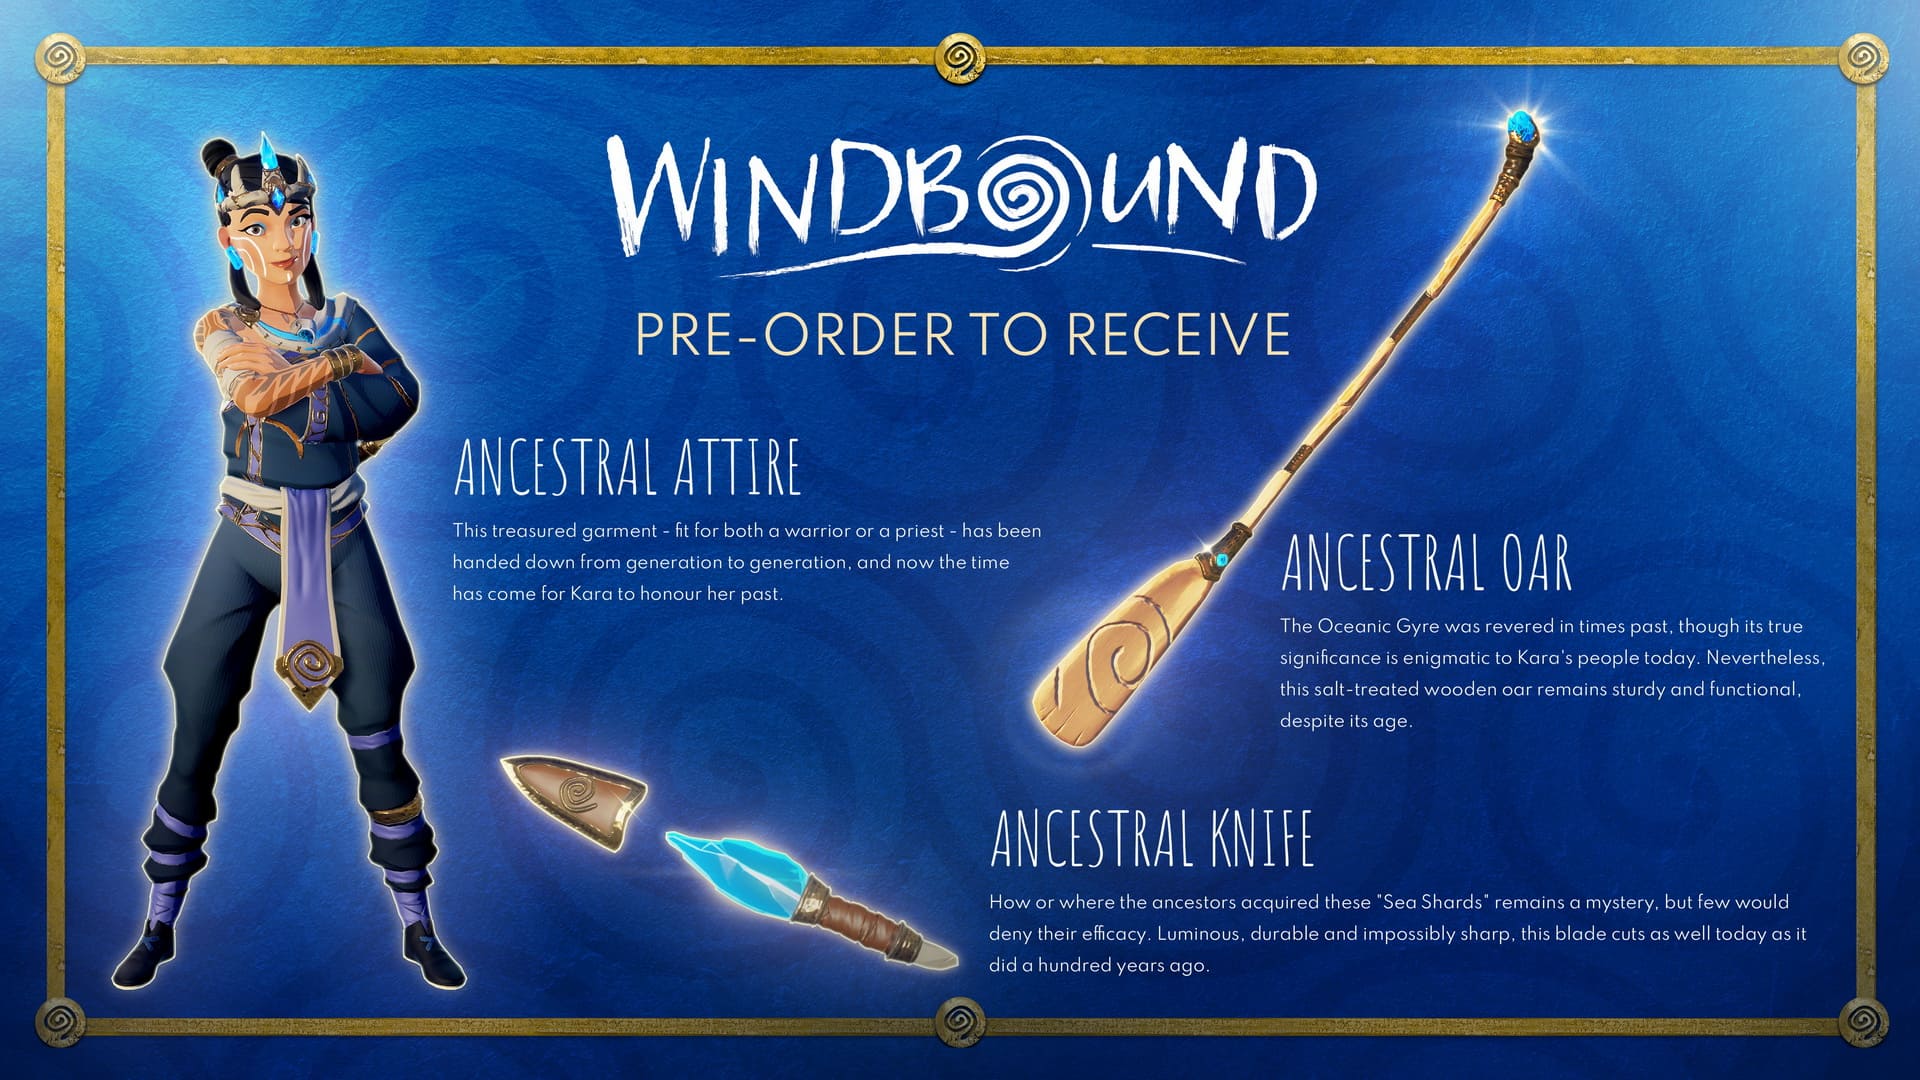 WINDBOUND
PRE-ORDER TO RECEIVE
ANCESTRAL ATTIRE
This treasured garment - fit for both a warrior or a priest - has been
handed down from generation to generation, and now the time
has come for Kara to honour her past.
ANCESTRAL OAR
The Oceanic Gyre was revered in times past, though its true
significance is enigmatic to Kara's people today. Nevertheless,
this salt-treated wooden oar remains sturdy and functional,
despite its age.
ANCESTRAL KNIFE
How or where the ancestors acquired these "Sea Shards" remains a mystery, but few would
deny their efficacy. Luminous, durable and impossibly sharp, this blade cuts as well today as it
did a hundred years ago.